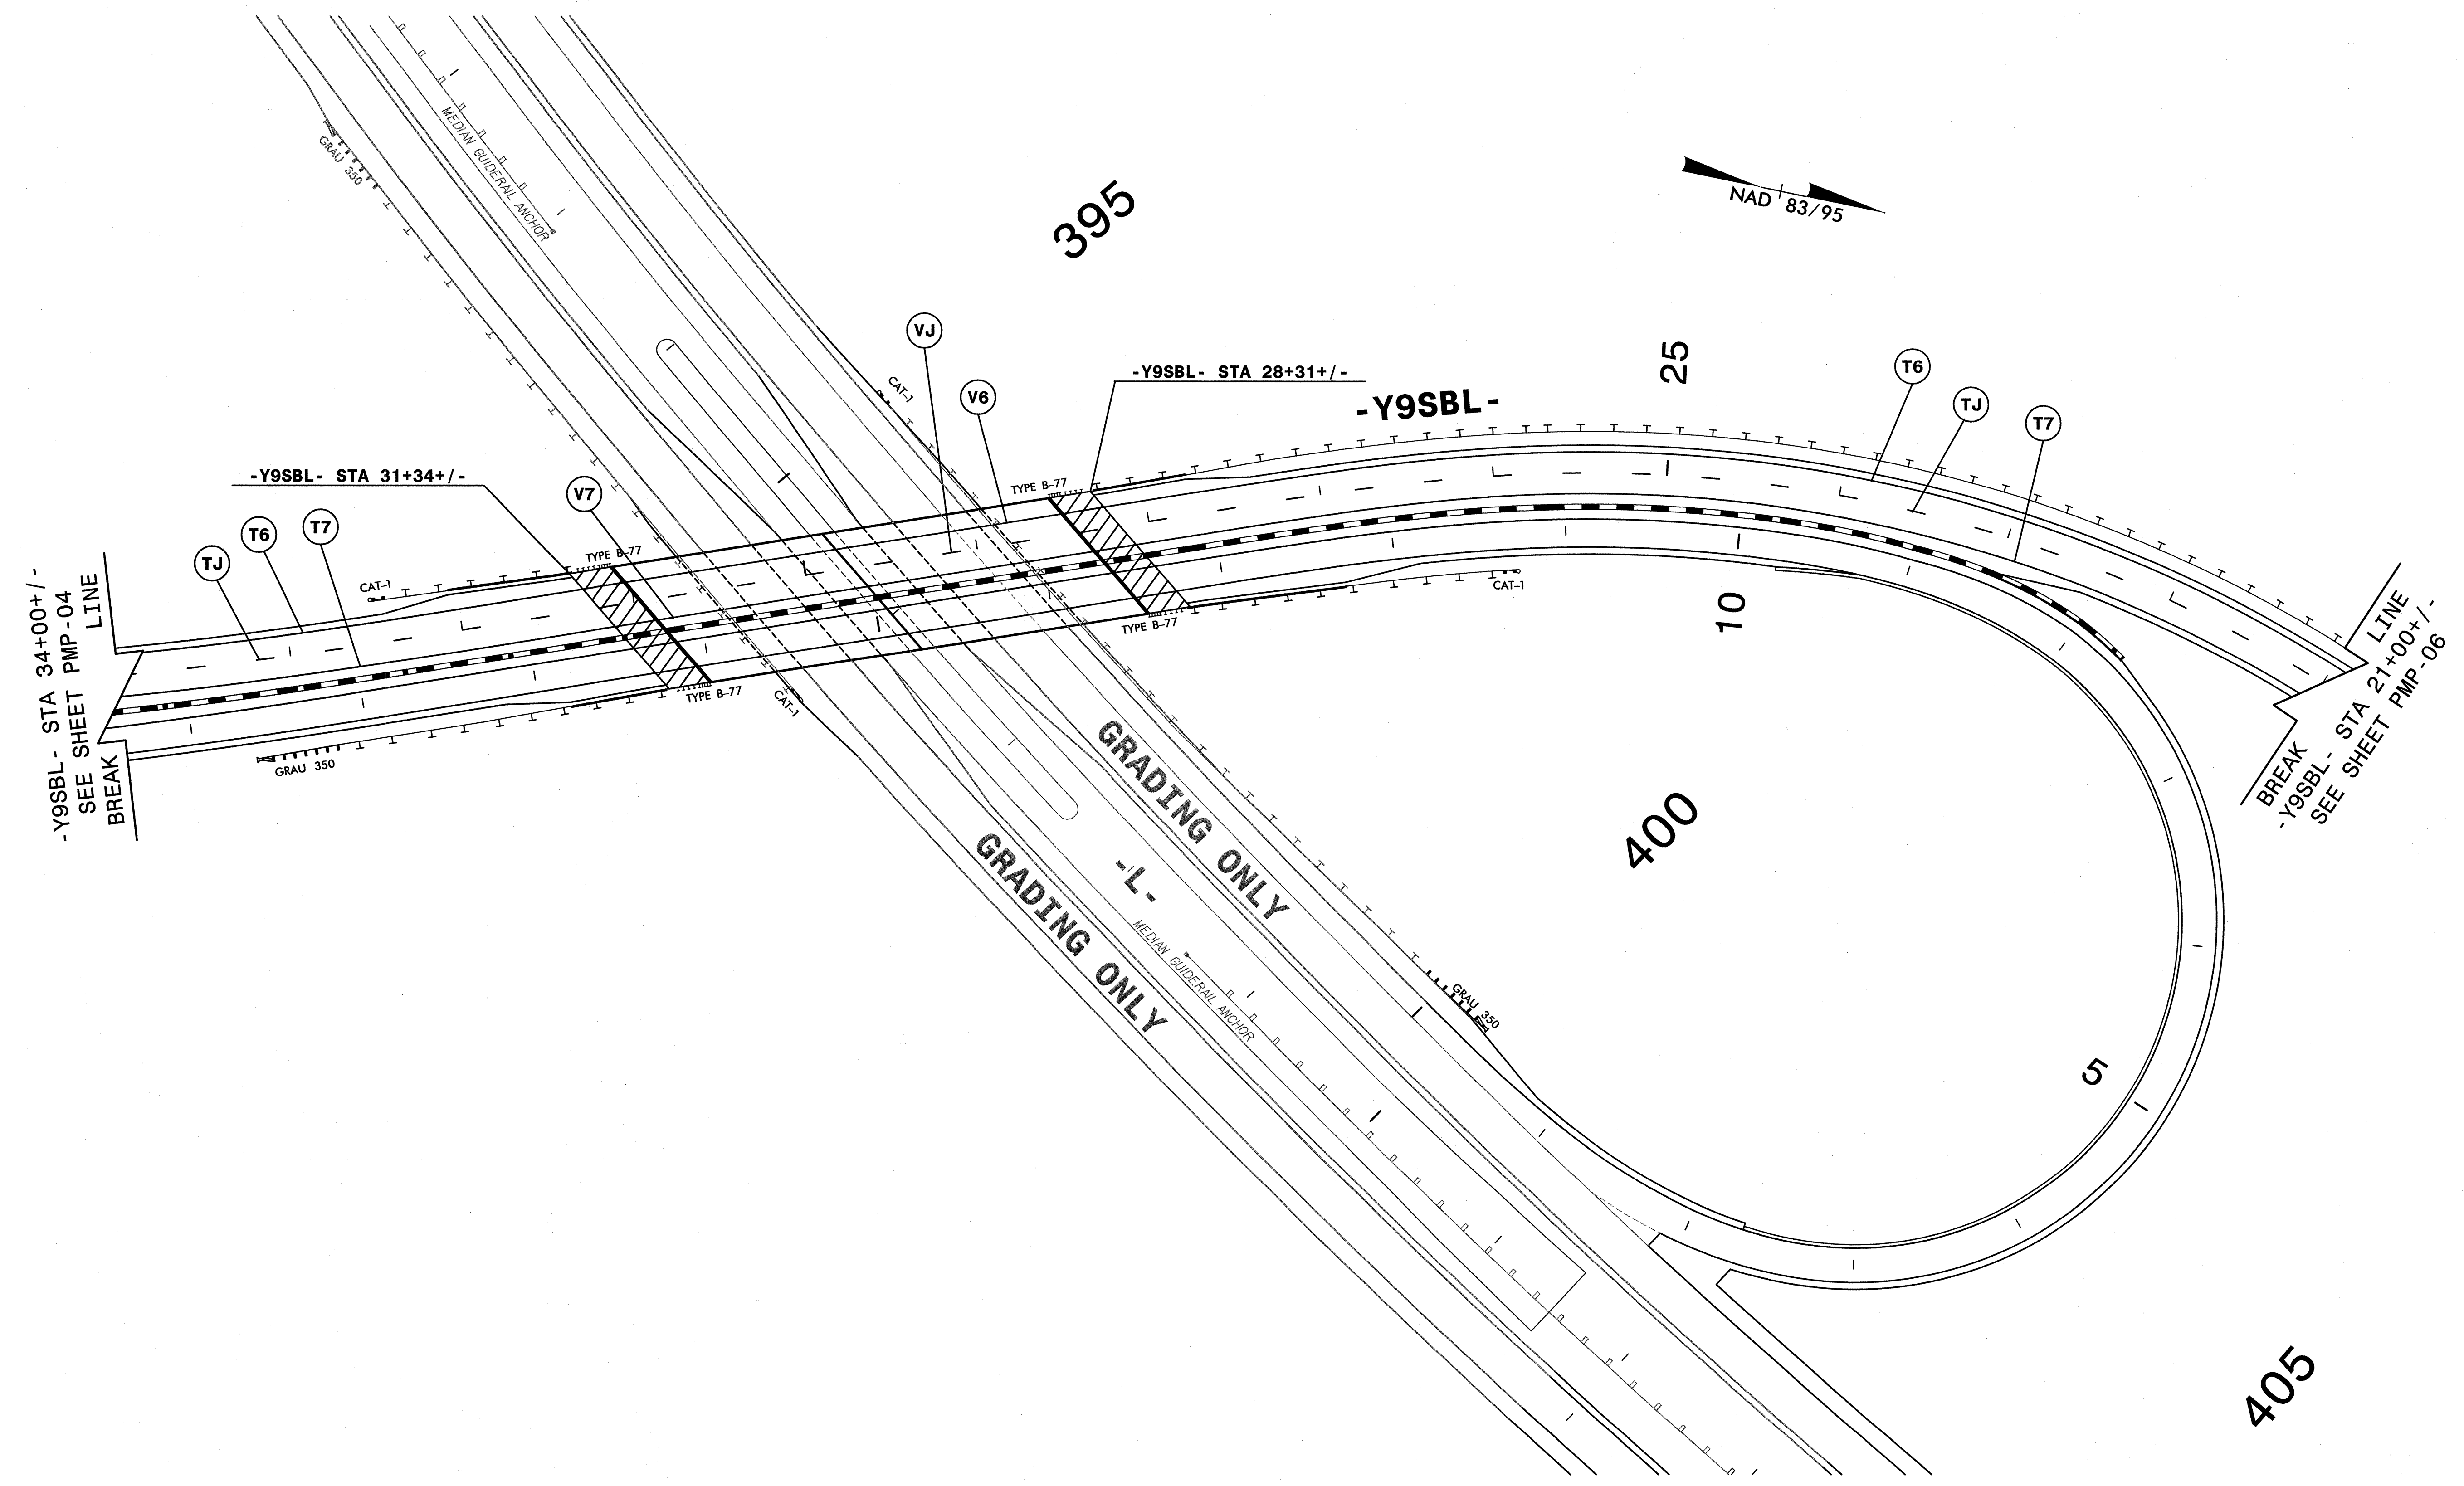 GRAU 350
MEDIAN GUIDERAIL ANCHOR
395
NAD 83/95
VJ
CAT-1
V6
-Y9SBL- STA 28+31+/-
-Y9SBL-
25
T6
TJ
T7
-Y9SBL- STA 31+34+/-
V7
TYPE B-77
TYPE B-77
T7
T6
TJ
CAT-1
CAT-1
TYPE B-77
TYPE B-77
CAT-1
10
-Y9SBL- STA 34+00+/-
SEE SHEET PMP-04
BREAK LINE
GRAU 350
BREAK LINE
-Y9SBL- STA 21+00+/-
SEE SHEET PMP-06
GRADING ONLY
GRADING ONLY
-L-
MEDIAN GUIDERAIL ANCHOR
400
GRAU 350
5
405